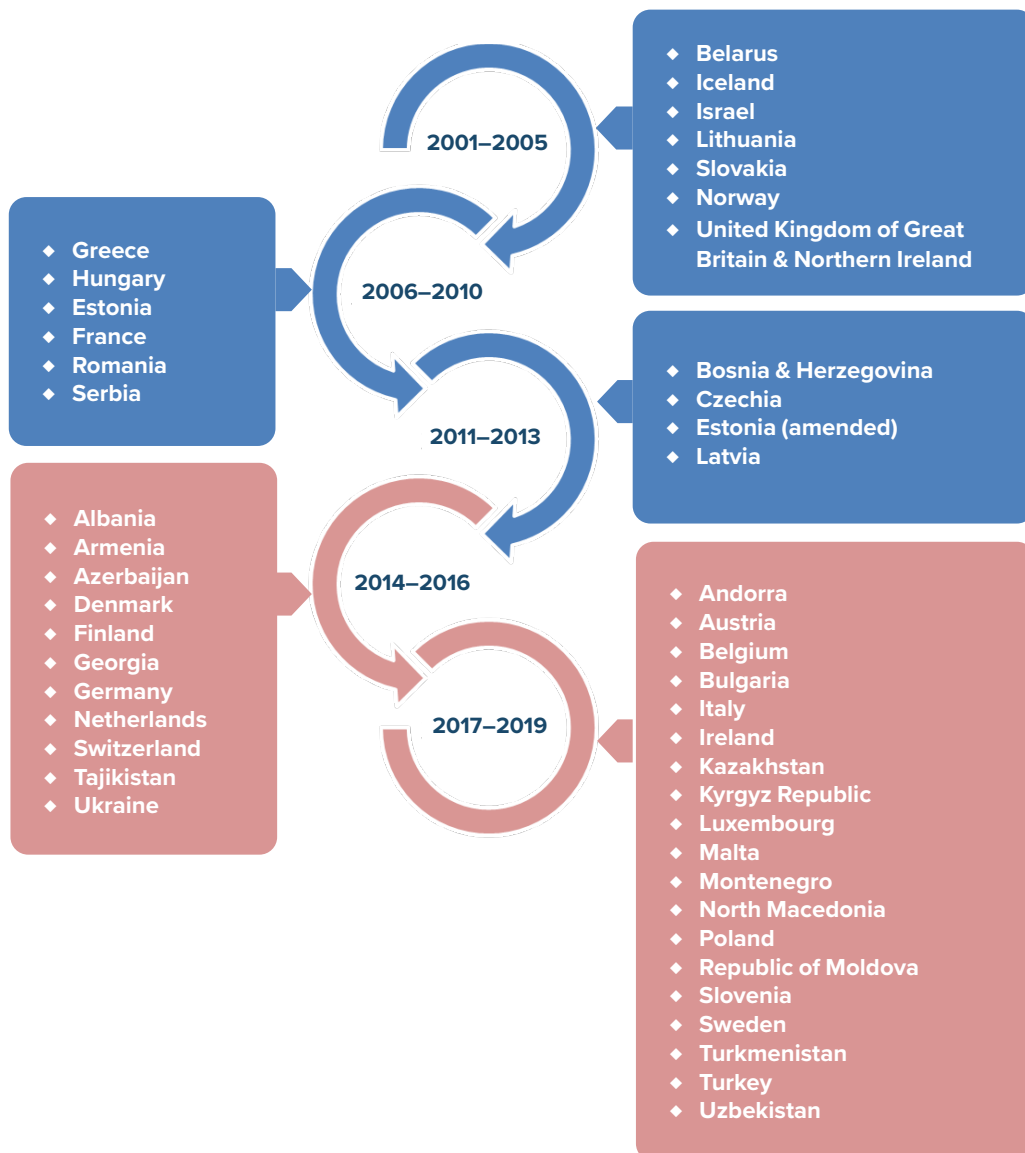 2001–2005
◆ Belarus
◆ Iceland
◆ Israel
◆ Lithuania
◆ Slovakia
◆ Norway
◆ United Kingdom of Great
Britain & Northern Ireland
2006–2010
◆ Greece
◆ Hungary
◆ Estonia
◆ France
◆ Romania
◆ Serbia
2011–2013
◆ Bosnia & Herzegovina
◆ Czechia
◆ Estonia (amended)
◆ Latvia
2014–2016
◆ Albania
◆ Armenia
◆ Azerbaijan
◆ Denmark
◆ Finland
◆ Georgia
◆ Germany
◆ Netherlands
◆ Switzerland
◆ Tajikistan
◆ Ukraine
2017–2019
◆ Andorra
◆ Austria
◆ Belgium
◆ Bulgaria
◆ Italy
◆ Ireland
◆ Kazakhstan
◆ Kyrgyz Republic
◆ Luxembourg
◆ Malta
◆ Montenegro
◆ North Macedonia
◆ Poland
◆ Republic of Moldova
◆ Slovenia
◆ Sweden
◆ Turkmenistan
◆ Turkey
◆ Uzbekistan